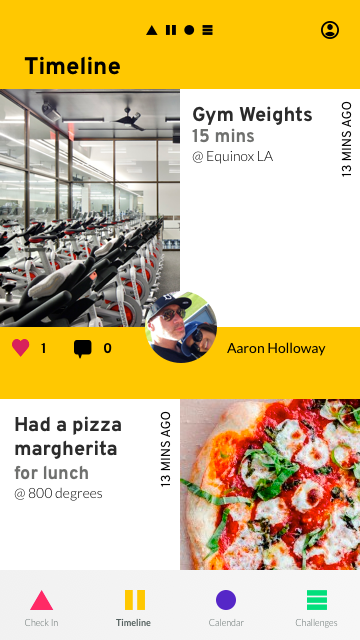 Timeline
Gym Weights
15 mins
@ Equinox LA
13 MINS AGO
1
0
Aaron Holloway
Had a pizza
margherita
for lunch
@ 800 degrees
13 MINS AGO
Check In
Timeline
Calendar
Challenges